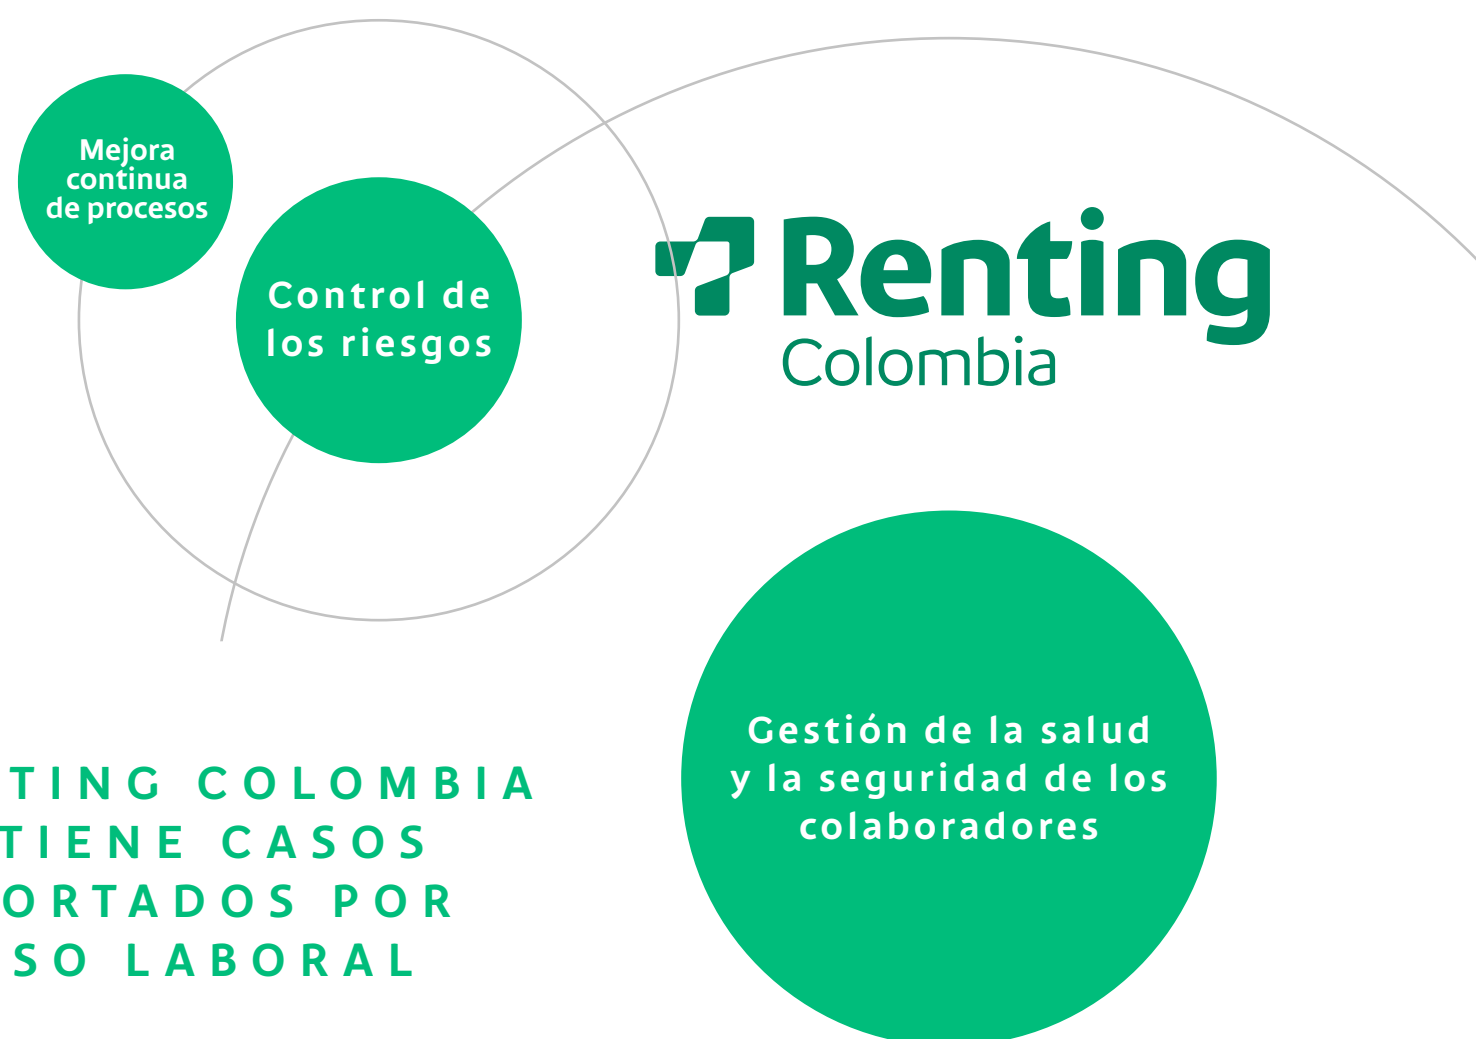 Mejora
continua
de procesos
Control de
los riesgos
Renting
Colombia
Gestión de la salud
y la seguridad de los
colaboradores
TING COLOMBIA
TIENE CASOS
ORTADOS POR
SO LABORAL